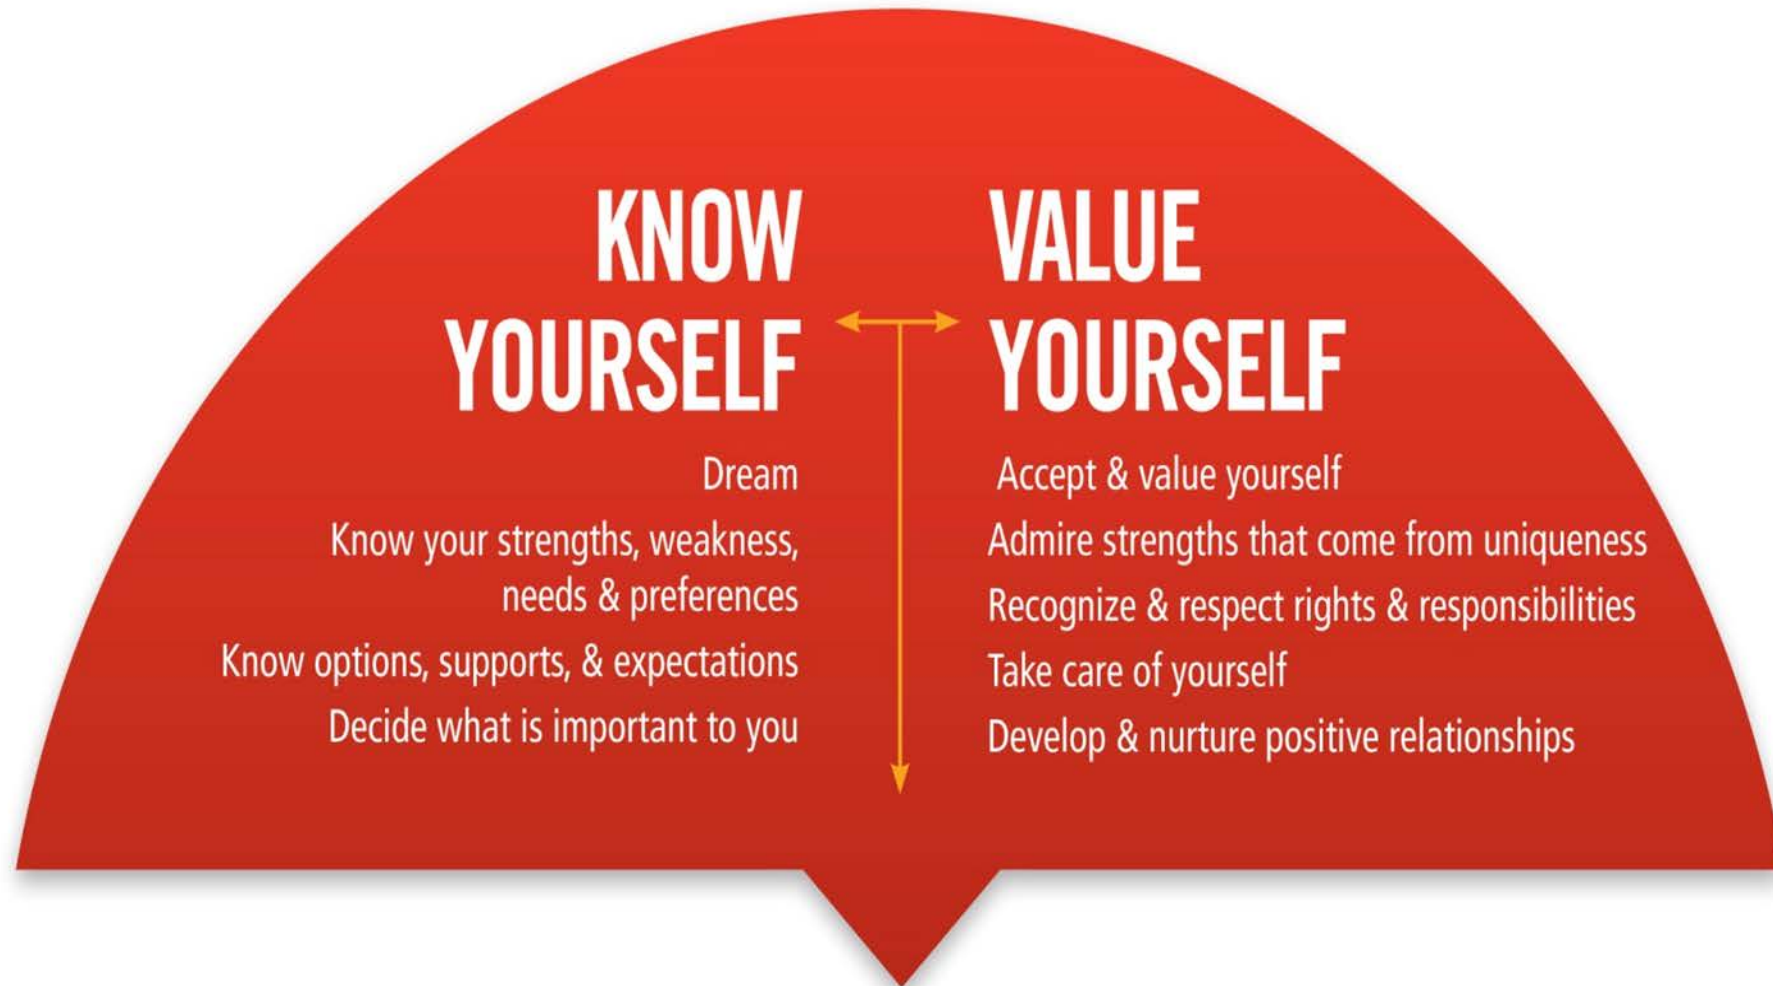 KNOW
YOURSELF
Dream
Know your strengths, weakness,
needs & preferences
Know options, supports, & expectations
Decide what is important to you
VALUE
YOURSELF
Accept & value yourself
Admire strengths that come from uniqueness
Recognize & respect rights & responsibilities
Take care of yourself
Develop & nurture positive relationships